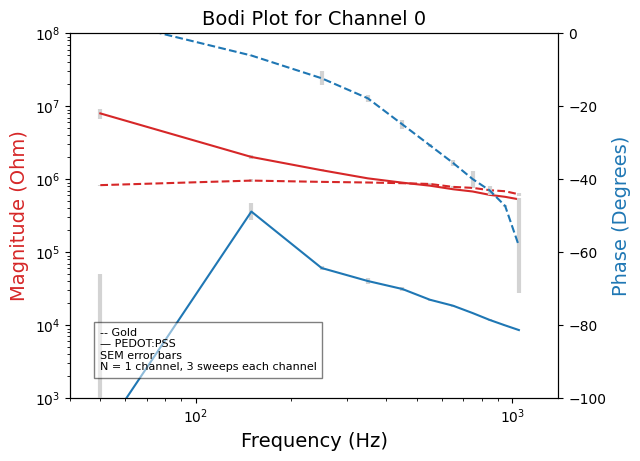 Bodi Plot for Channel 0
Magnitude (Ohm)
10^8
10^7
10^6
10^5
10^4
10^3
-- Gold
— PEDOT:PSS
SEM error bars
N = 1 channel, 3 sweeps each channel
10^2
10^3
Frequency (Hz)
0
−20
−40
−60
−80
−100
Phase (Degrees)